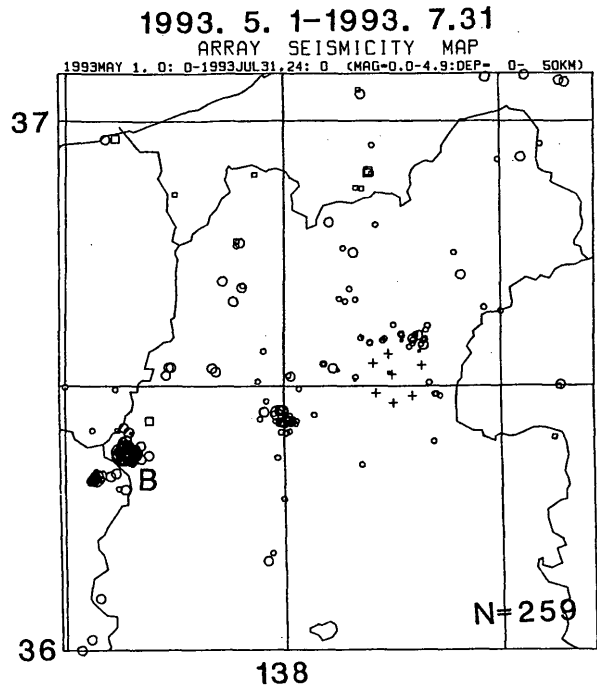 1993. 5. 1-1993. 7.31
ARRAY SEISMICITY MAP
1993MAY 1, 0: 0-1993JUL31,24: 0 (MAG=0.0-4.9:DEP= 0- 50KM)
37
B
N=259
36
138